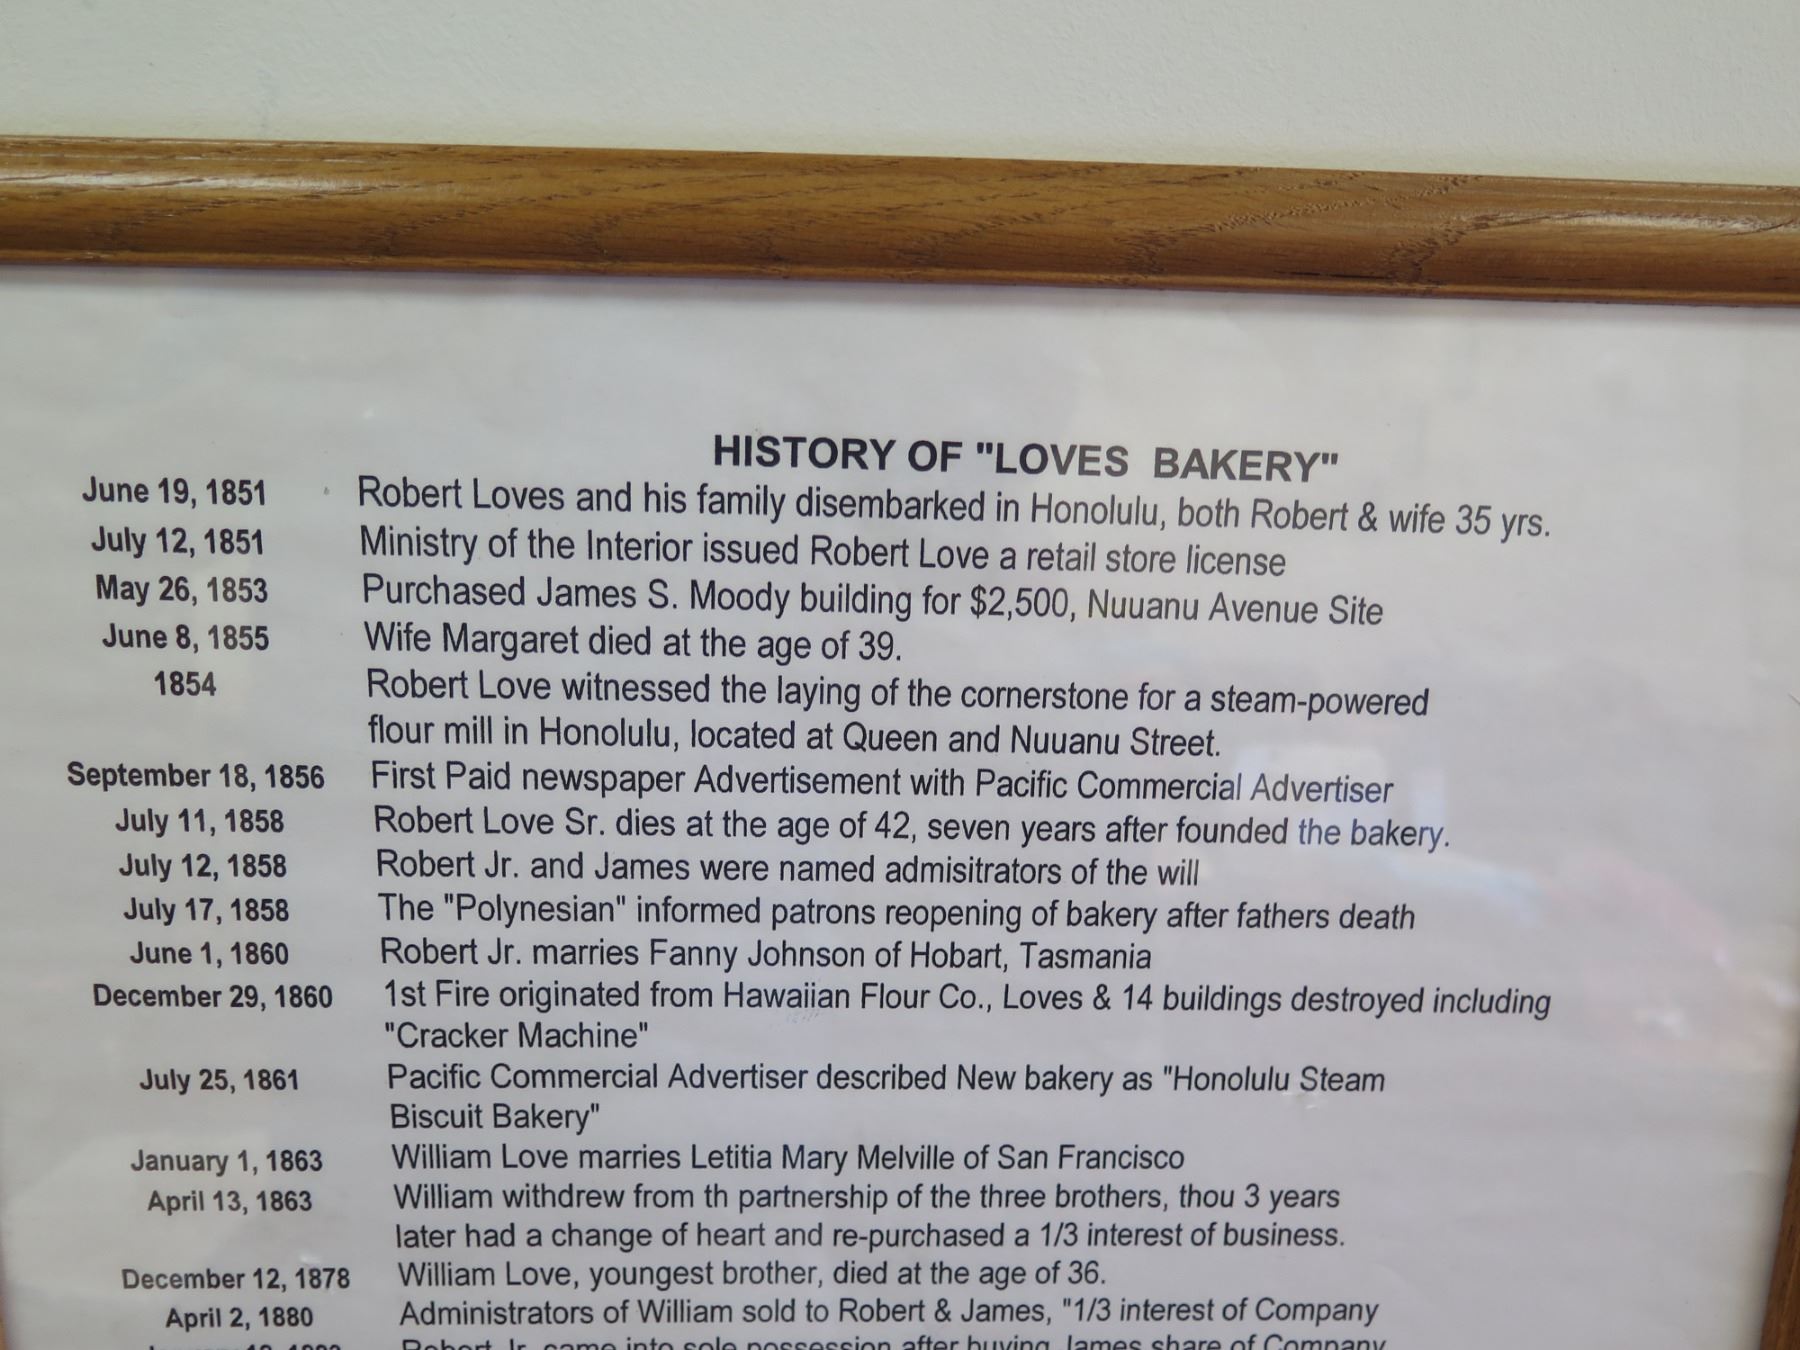 HISTORY OF "LOVES BAKERY"
June 19, 1851 Robert Loves and his family disembarked in Honolulu, both Robert & wife 35 yrs.
July 12, 1851 Ministry of the Interior issued Robert Love a retail store license
May 26, 1853 Purchased James S. Moody building for $2,500, Nuuanu Avenue Site
June 8, 1855 Wife Margaret died at the age of 39.
1854 Robert Love witnessed the laying of the cornerstone for a steam-powered
flour mill in Honolulu, located at Queen and Nuuanu Street.
September 18, 1856 First Paid newspaper Advertisement with Pacific Commercial Advertiser
July 11, 1858 Robert Love Sr. dies at the age of 42, seven years after founded the bakery.
July 12, 1858 Robert Jr. and James were named admisitrators of the will
July 17, 1858 The "Polynesian" informed patrons reopening of bakery after fathers death
June 1, 1860 Robert Jr. marries Fanny Johnson of Hobart, Tasmania
December 29, 1860 1st Fire originated from Hawaiian Flour Co., Loves & 14 buildings destroyed including
"Cracker Machine"
July 25, 1861 Pacific Commercial Advertiser described New bakery as "Honolulu Steam
Biscuit Bakery"
January 1, 1863 William Love marries Letitia Mary Melville of San Francisco
April 13, 1863 William withdrew from th partnership of the three brothers, thou 3 years
later had a change of heart and re-purchased a 1/3 interest of business.
December 12, 1878 William Love, youngest brother, died at the age of 36.
April 2, 1880 Administrators of William sold to Robert & James, "1/3 interest of Company
Robert Jr. came into sole possession after buying James share of Company